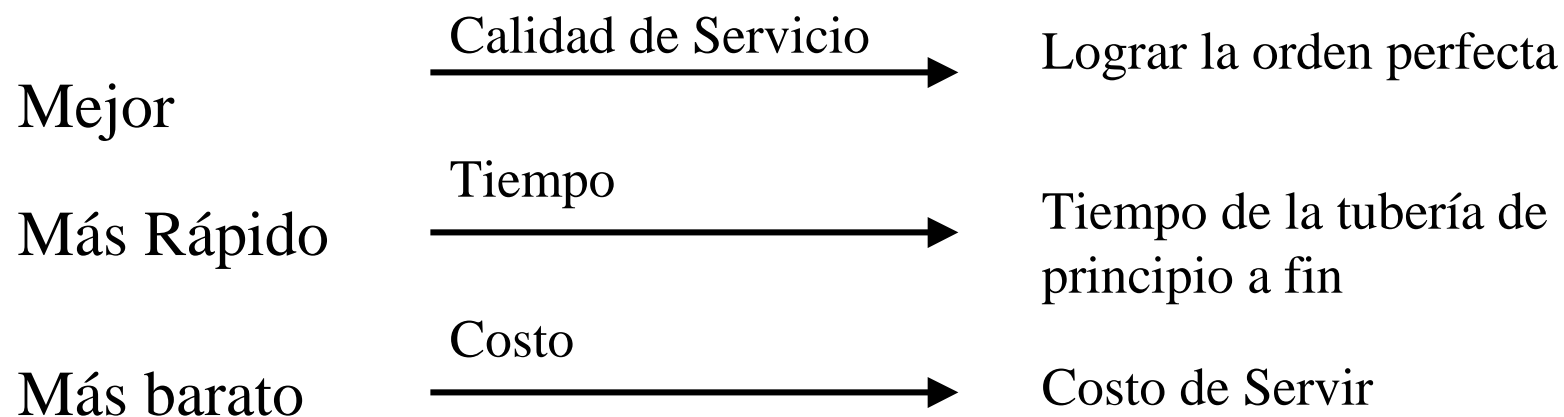 Calidad de Servicio
Lograr la orden perfecta
Mejor
Tiempo
Tiempo de la tubería de
principio a fin
Más Rápido
Costo
Costo de Servir
Más barato